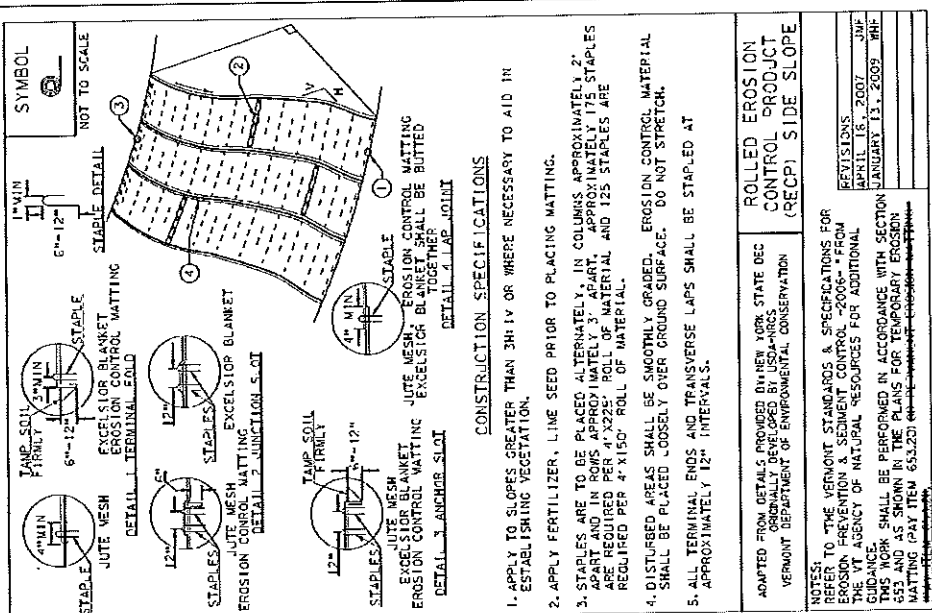 SYMBOL
NOT TO SCALE
1"MIN
6"-12"
STAPLE DETAIL
TAMP SOIL
FIRMLY
3"MIN
STAPLE
6"-12"
EXCELSIOR BLANKET
EROSION CONTROL MATTING
4"MIN
STAPLE
JUTE MESH
DETAIL 1 TERMINAL FOLD
12"
STAPLES
EXCELSIOR BLANKET
12"
6"
STAPLES
JUTE MESH
EROSION CONTROL MATTING
DETAIL 2 JUNCTION SLOT
TAMP SOIL
FIRMLY
12"
6"-12"
STAPLES
JUTE MESH
EXCELSIOR BLANKET
EROSION CONTROL MATTING
DETAIL 3 ANCHOR SLOT
4" MIN
STAPLE
JUTE MESH, EROSION CONTROL MATTING
EXCELSIOR BLANKET SHALL BE BUTTED
TOGETHER
DETAIL 4 LAP JOINT
1
2
3
4
V
H
CONSTRUCTION SPECIFICATIONS
1. APPLY TO SLOPES GREATER THAN 3H:1V OR WHERE NECESSARY TO AID IN
ESTABLISHING VEGETATION.
2. APPLY FERTILIZER, LIME SEED PRIOR TO PLACING MATTING.
3. STAPLES ARE TO BE PLACED ALTERNATELY, IN COLUMNS APPROXIMATELY 2'
APART AND IN ROWS APPROXIMATELY 3' APART. APPROXIMATELY 175 STAPLES
ARE REQUIRED PER 4'X225' ROLL OF MATERIAL AND 125 STAPLES ARE
REQUIRED PER 4'X150' ROLL OF MATERIAL.
4. DISTURBED AREAS SHALL BE SMOOTHLY GRADED. EROSION CONTROL MATERIAL
SHALL BE PLACED LOOSELY OVER GROUND SURFACE. DO NOT STRETCH.
5. ALL TERMINAL ENDS AND TRANSVERSE LAPS SHALL BE STAPLED AT
APPROXIMATELY 12" INTERVALS.
ADAPTED FROM DETAILS PROVIDED BY: NEW YORK STATE DEC
ORIGINALLY DEVELOPED BY USDA-NRCS
VERMONT DEPARTMENT OF ENVIRONMENTAL CONSERVATION
ROLLED EROSION
CONTROL PRODUCT
(RECP) SIDE SLOPE
NOTES:
REFER TO "THE VERMONT STANDARDS & SPECIFICATIONS FOR
EROSION PREVENTION & SEDIMENT CONTROL -2006-" FROM
THE VT AGENCY OF NATURAL RESOURCES FOR ADDITIONAL
GUIDANCE.
THIS WORK SHALL BE PERFORMED IN ACCORDANCE WITH SECTION
653 AND AS SHOWN IN THE PLANS FOR TEMPORARY EROSION
MATTING (PAY ITEM 653.20) OR PERMANENT EROSION MATTING
REVISIONS
APRIL 16, 2007 JMF
JANUARY 13, 2009 WHF